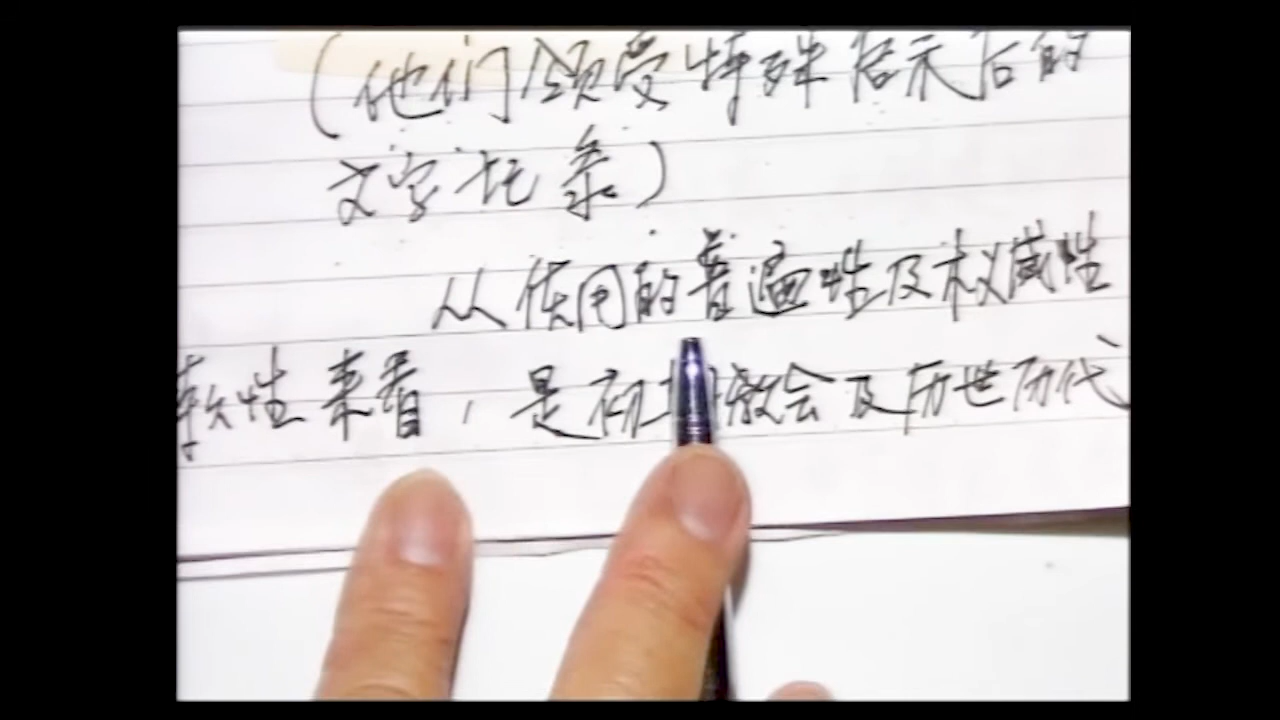 (他们领受特殊启示后的
文字记录)
从使用的普遍性及权威性
来看,是初期教会及历世历代